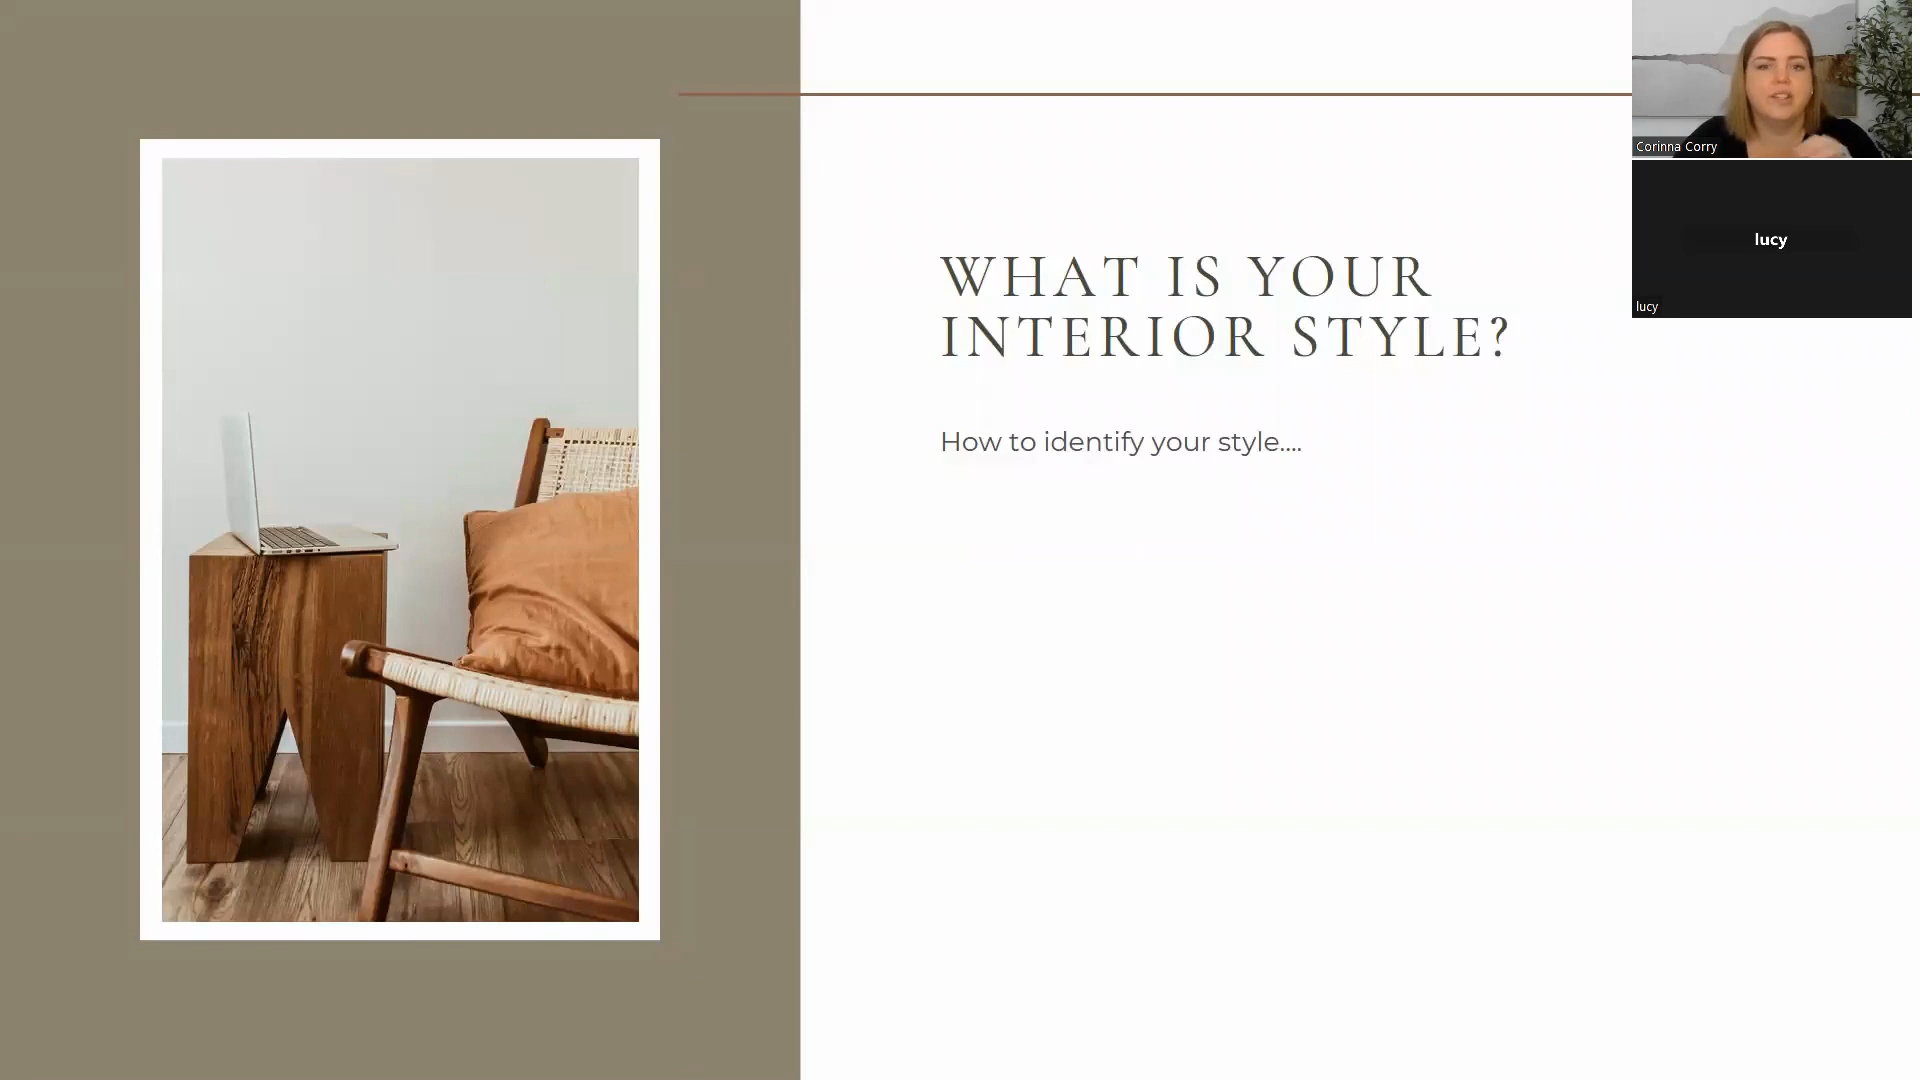 WHAT IS YOUR
INTERIOR STYLE?
How to identify your style....
Corinna Corry
lucy
lucy